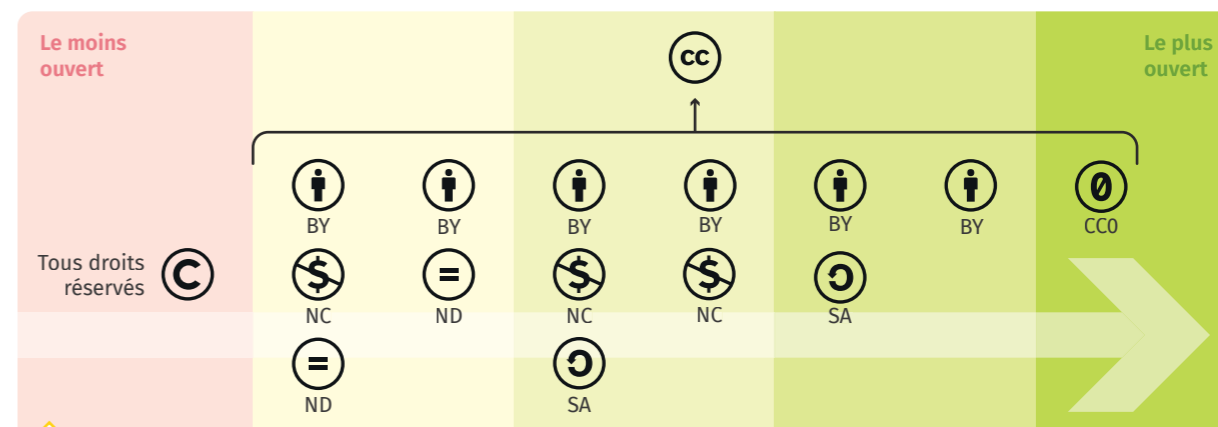 Le moins
ouvert
Le plus
ouvert
cc
BY BY BY BY BY BY CC0
Tous droits
réservés
C
NC ND NC NC SA
ND SA